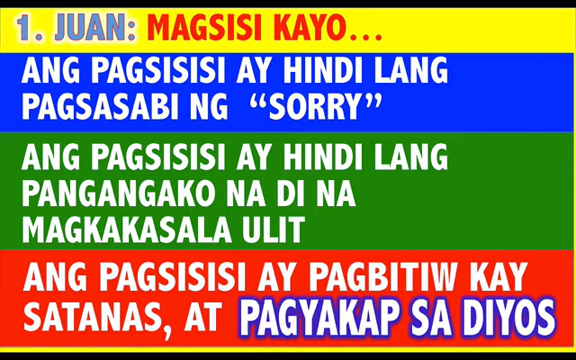 1. JUAN: MAGSISI KAYO...
ANG PAGSISISI AY HINDI LANG
PAGSASABI NG "SORRY"
ANG PAGSISISI AY HINDI LANG
PANGANGAKO NA DI NA
MAGKAKASALA ULIT
ANG PAGSISISI AY PAGBITIW KAY
SATANAS, AT PAGYAKAP SA DIYOS